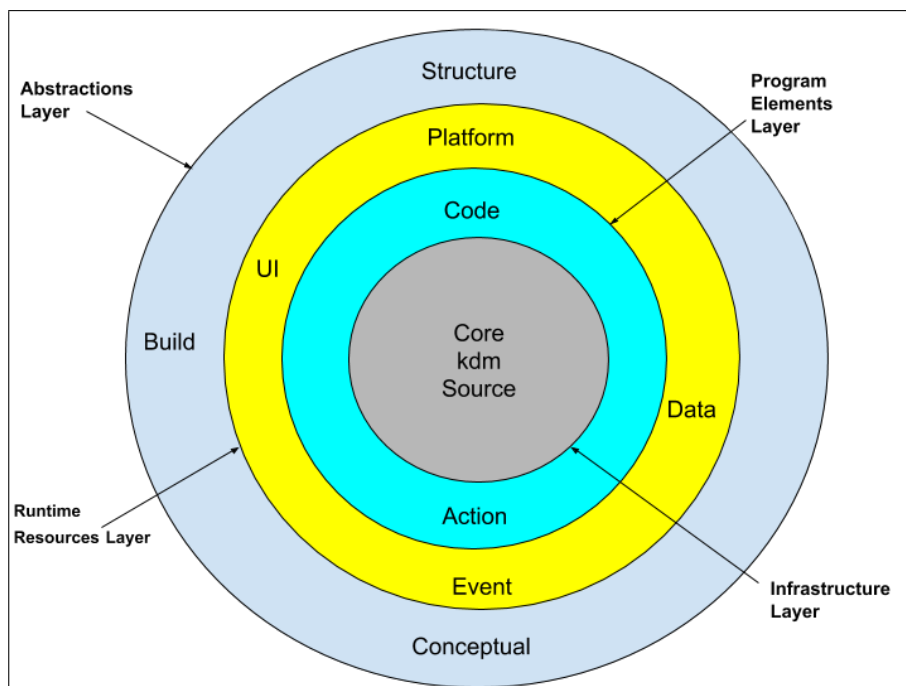 Structure
Abstractions
Layer
Program
Elements
Layer
Platform
Code
UI
Core
kdm
Source
Build
Data
Runtime
Resources Layer
Action
Event
Infrastructure
Layer
Conceptual